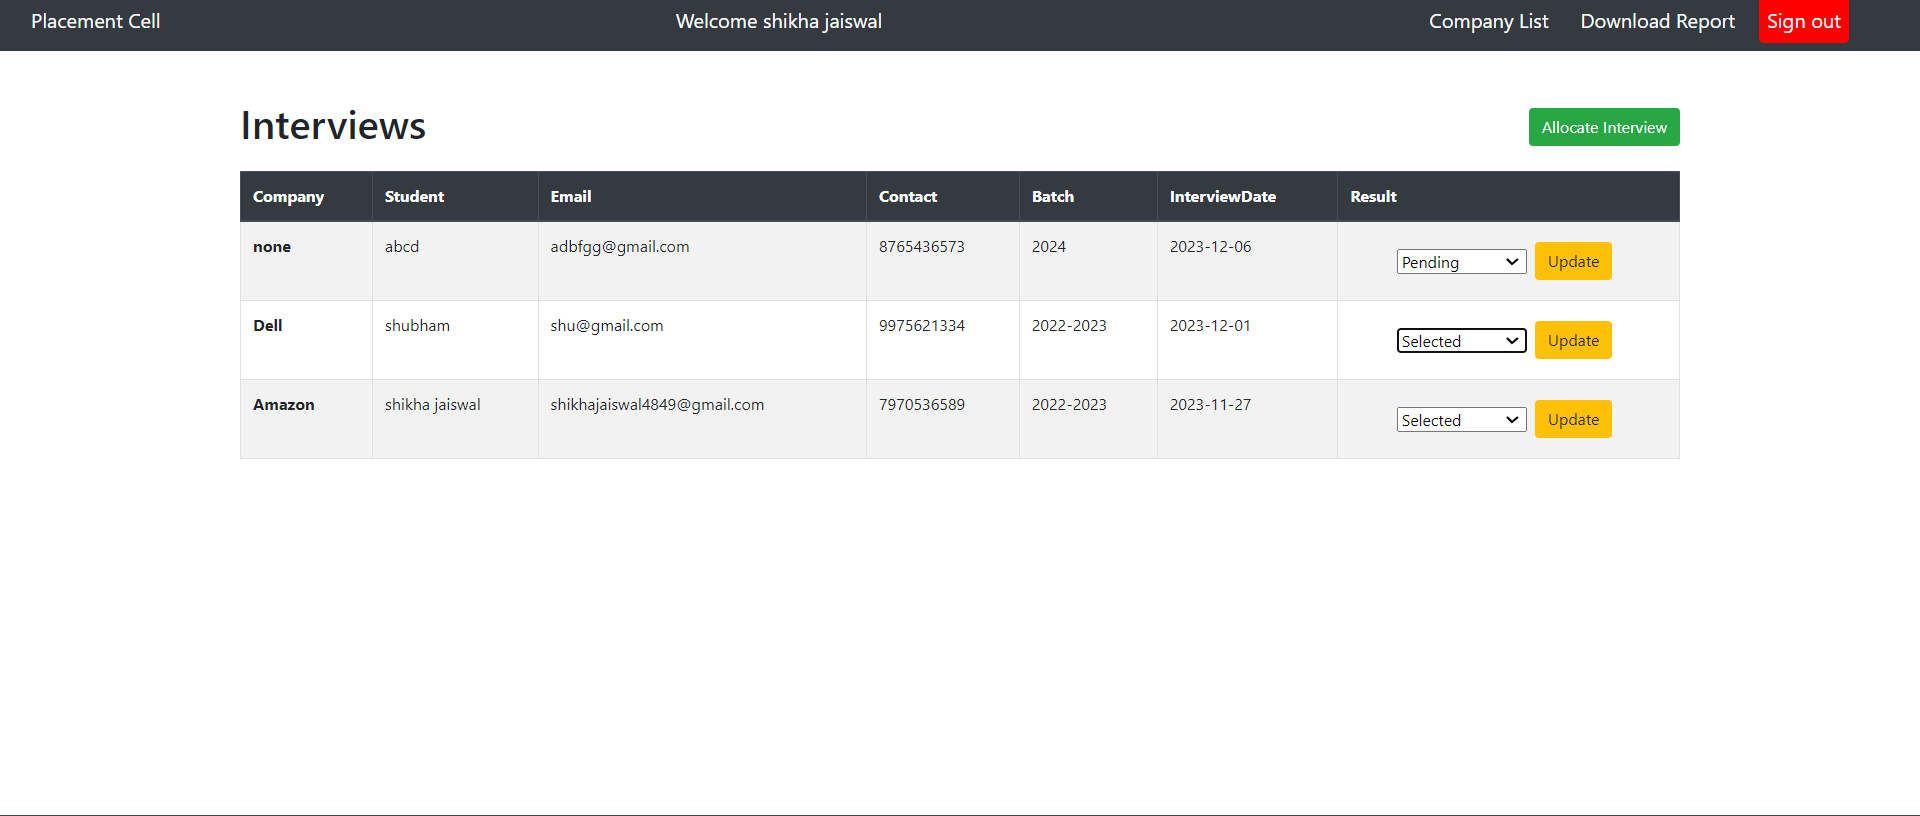 Placement Cell Welcome shikha jaiswal Company List Download Report Sign out
Interviews Allocate Interview
Company Student Email Contact Batch InterviewDate Result
none abcd adbfgg@gmail.com 8765436573 2024 2023-12-06 Pending Update
Dell shubham shu@gmail.com 9975621334 2022-2023 2023-12-01 Selected Update
Amazon shikha jaiswal shikhajaiswal4849@gmail.com 7970536589 2022-2023 2023-11-27 Selected Update